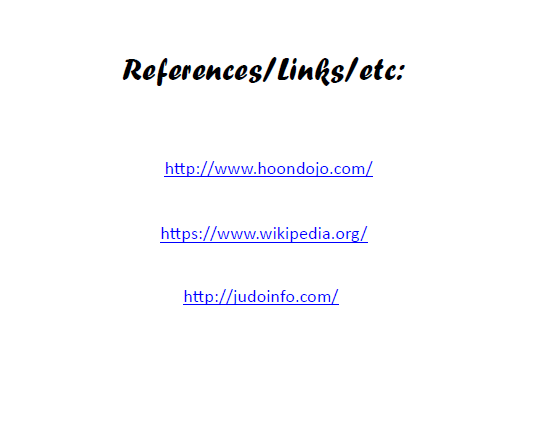 References/Links/etc:
http://www.hoondojo.com/
https://www.wikipedia.org/
http://judoinfo.com/